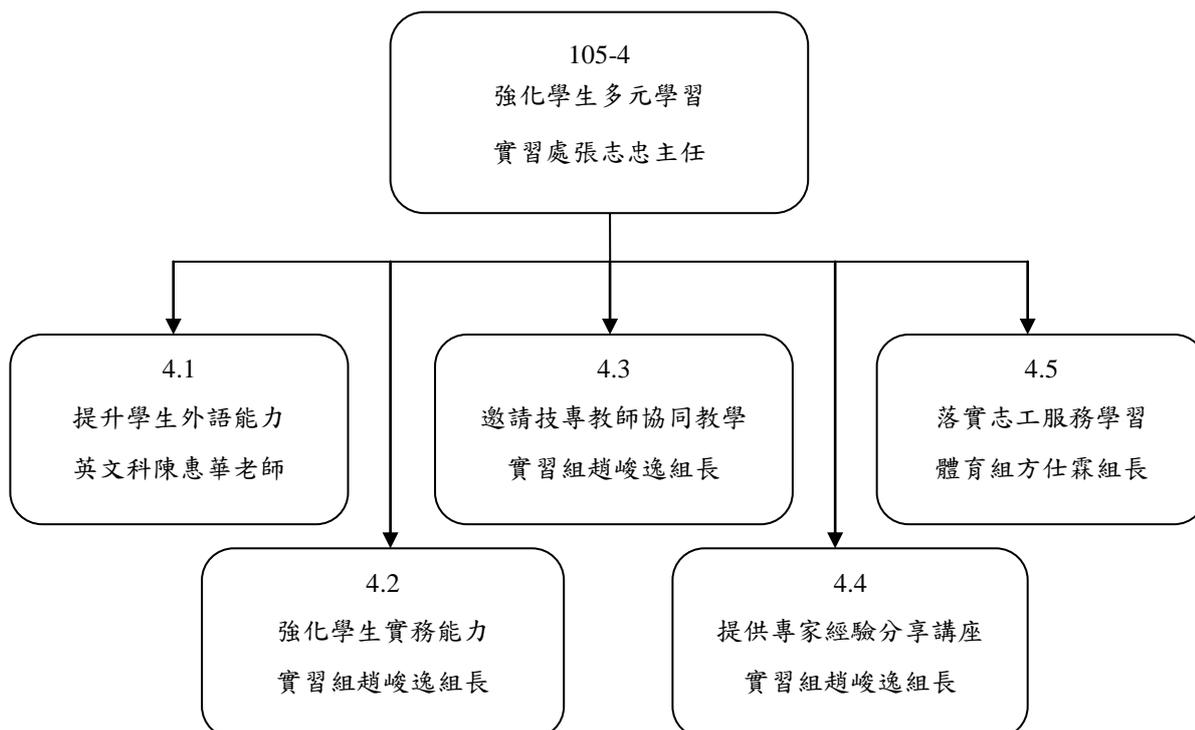 105-4
強化學生多元學習
實習處張志忠主任
4.1
提升學生外語能力
英文科陳惠華老師
4.2
強化學生實務能力
實習組趙峻逸組長
4.3
邀請技專教師協同教學
實習組趙峻逸組長
4.4
提供專家經驗分享講座
實習組趙峻逸組長
4.5
落實志工服務學習
體育組方仕霖組長